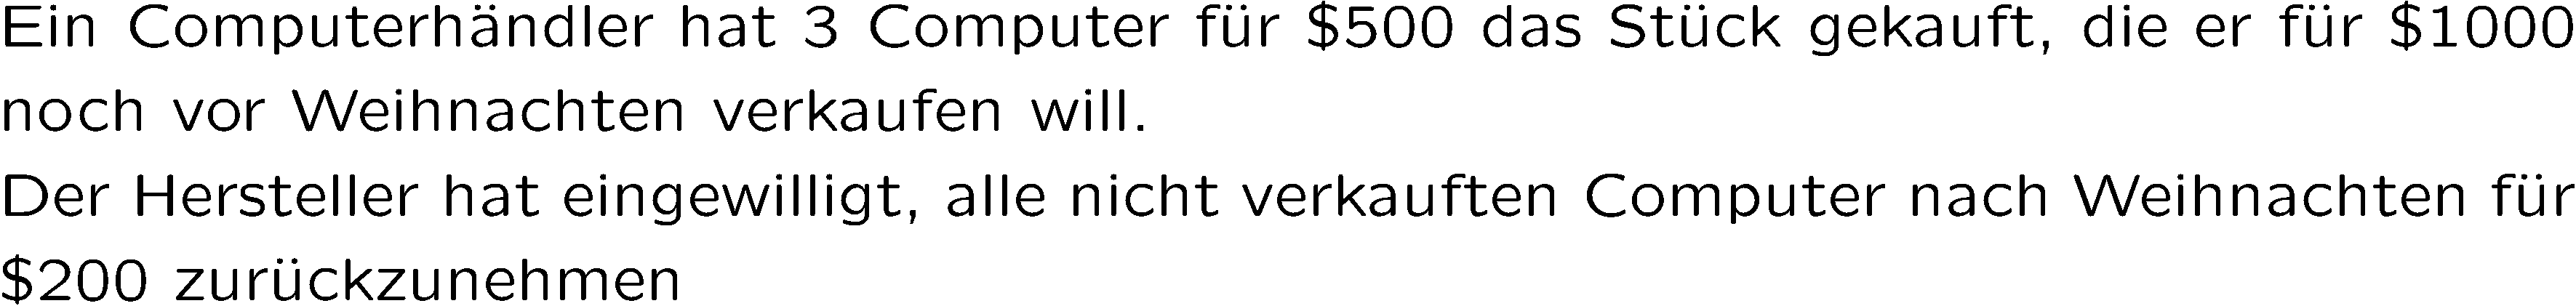 Ein Computerhändler hat 3 Computer für $500 das Stück gekauft, die er für $1000
noch vor Weihnachten verkaufen will.
Der Hersteller hat eingewilligt, alle nicht verkauften Computer nach Weihnachten für
$200 zurückzunehmen